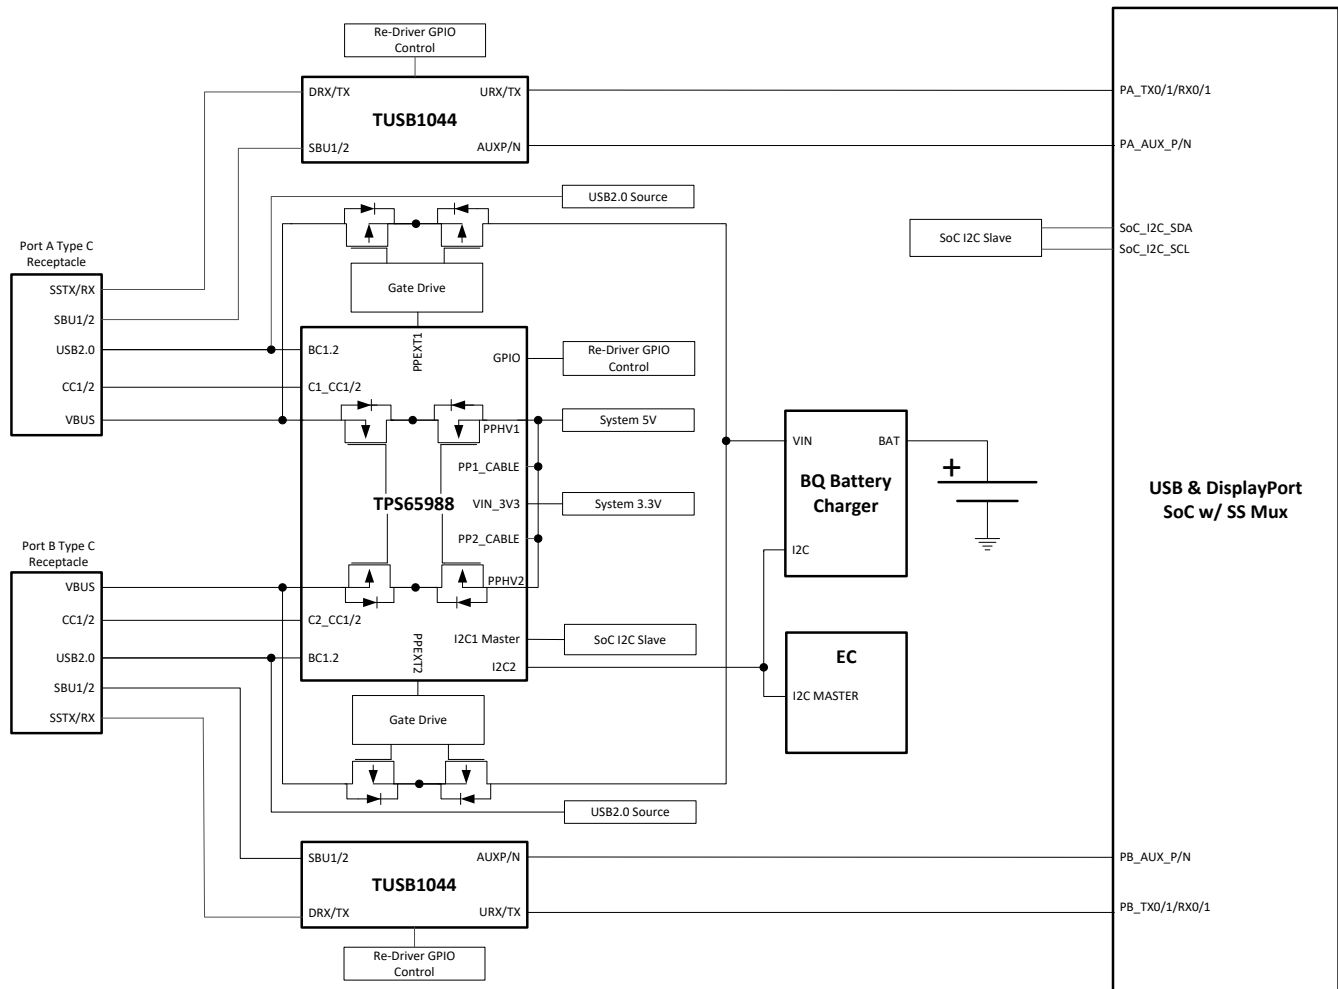 Re-Driver GPIO
Control
DRX/TX
URX/TX
TUSB1044
SBU1/2
AUXP/N
PA_TX0/1/RX0/1
PA_AUX_P/N
USB2.0 Source
SoC I2C Slave
SoC_I2C_SDA
SoC_I2C_SCL
Port A Type C
Receptacle
SSTX/RX
SBU1/2
USB2.0
CC1/2
VBUS
Gate Drive
PPEXT1
BC1.2
GPIO
Re-Driver GPIO
Control
C1_CC1/2
PPHV1
System 5V
PP1_CABLE
TPS65988
VIN_3V3
System 3.3V
PP2_CABLE
PPHV2
C2_CC1/2
PPEXT2
I2C1 Master
SoC I2C Slave
BC1.2
I2C2
VIN
BAT
BQ Battery
Charger
I2C
+
EC
I2C MASTER
USB & DisplayPort
SoC w/ SS Mux
Port B Type C
Receptacle
VBUS
CC1/2
USB2.0
SBU1/2
SSTX/RX
Gate Drive
USB2.0 Source
SBU1/2
AUXP/N
TUSB1044
DRX/TX
URX/TX
PB_AUX_P/N
PB_TX0/1/RX0/1
Re-Driver GPIO
Control